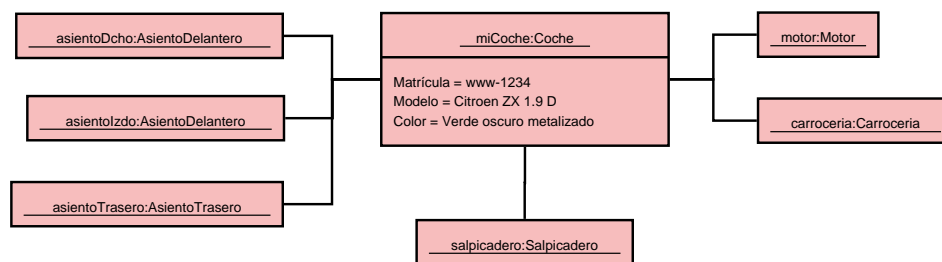 asientoDcho:AsientoDelantero
asientoIzdo:AsientoDelantero
asientoTrasero:AsientoTrasero
miCoche:Coche
Matrícula = www-1234
Modelo = Citroen ZX 1.9 D
Color = Verde oscuro metalizado
salpicadero:Salpicadero
motor:Motor
carroceria:Carroceria